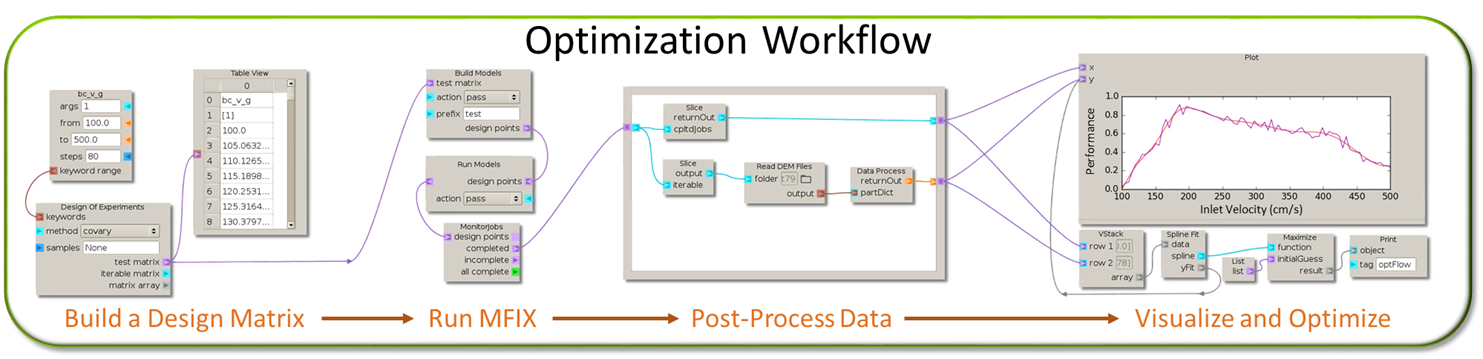 Optimization Workflow
bc_v_g
args 1
from 100.0
to 500.0
steps 80
keyword range
Design Of Experiments
keywords
method covary
samples None
test matrix
iterable matrix
matrix array
Table View
0
0 bc_v_g
1 [1]
2 100.0
3 105.0632...
4 110.1265...
5 115.1898...
6 120.2531...
7 125.3164...
8 130.3797...
Build Models
test matrix
action pass
prefix test
design points
Run Models
design points
action pass
MonitorJobs
design points
completed
incomplete
all complete
Slice
returnOut
cpltdJobs
Slice
output
iterable
Read DEM Files
folder :79
output
Data Process
returnOut
partDict
Plot
x
y
Performance
1.0
0.8
0.6
0.4
0.2
0.0
100 150 200 250 300 350 400 450 500
Inlet Velocity (cm/s)
VStack
row 1 ).0]
row 2 78]
array
Spline Fit
data
spline
yFit
List
list
Maximize
function
initialGuess
result
Print
object
tag optFlow
Build a Design Matrix
Run MFIX
Post-Process Data
Visualize and Optimize